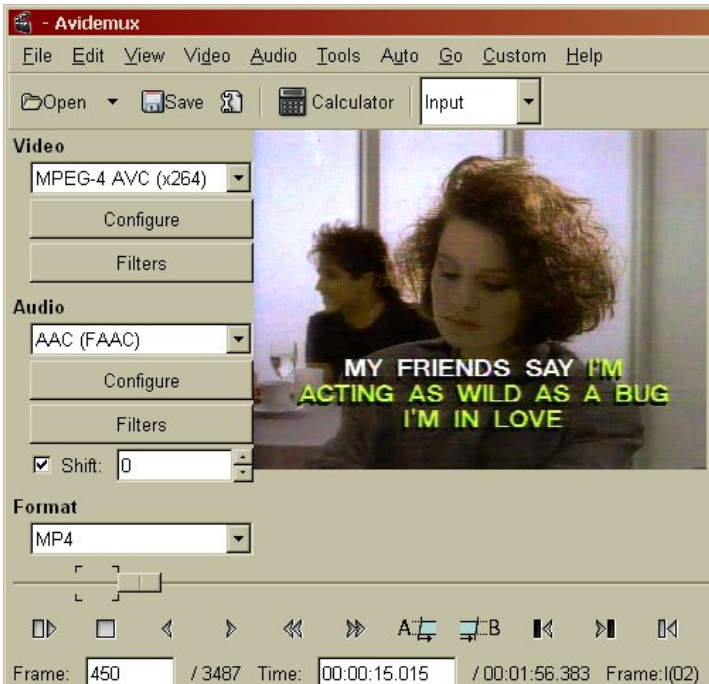 - Avidemux
File Edit View Video Audio Tools Auto Go Custom Help
Open Save Calculator Input
Video
MPEG-4 AVC (x264)
Configure
Filters
Audio
AAC (FAAC)
Configure
Filters
Shift: 0
Format
MP4
MY FRIENDS SAY I'M
ACTING AS WILD AS A BUG
I'M IN LOVE
A B
Frame: 450 / 3487 Time: 00:00:15.015 / 00:01:56.383 Frame:I(02)